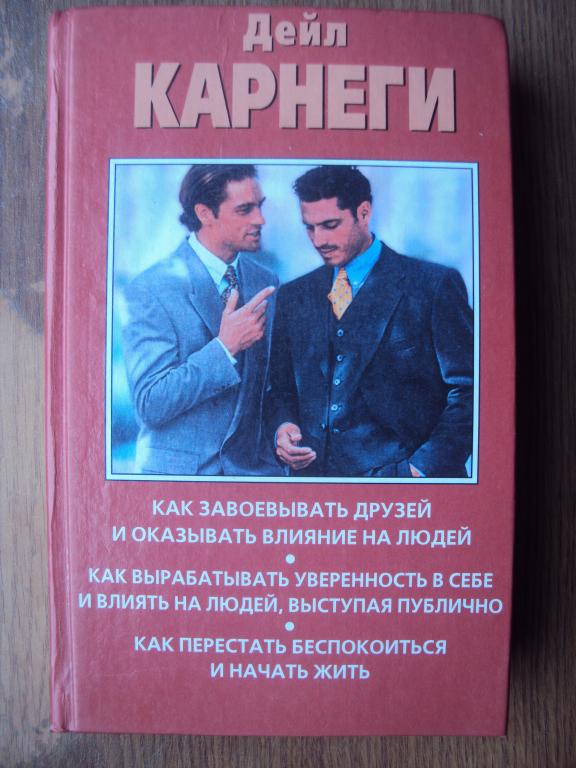 Дейл
КАРНЕГИ
КАК ЗАВОЕВЫВАТЬ ДРУЗЕЙ
И ОКАЗЫВАТЬ ВЛИЯНИЕ НА ЛЮДЕЙ
•
КАК ВЫРАБАТЫВАТЬ УВЕРЕННОСТЬ В СЕБЕ
И ВЛИЯТЬ НА ЛЮДЕЙ, ВЫСТУПАЯ ПУБЛИЧНО
•
КАК ПЕРЕСТАТЬ БЕСПОКОИТЬСЯ
И НАЧАТЬ ЖИТЬ